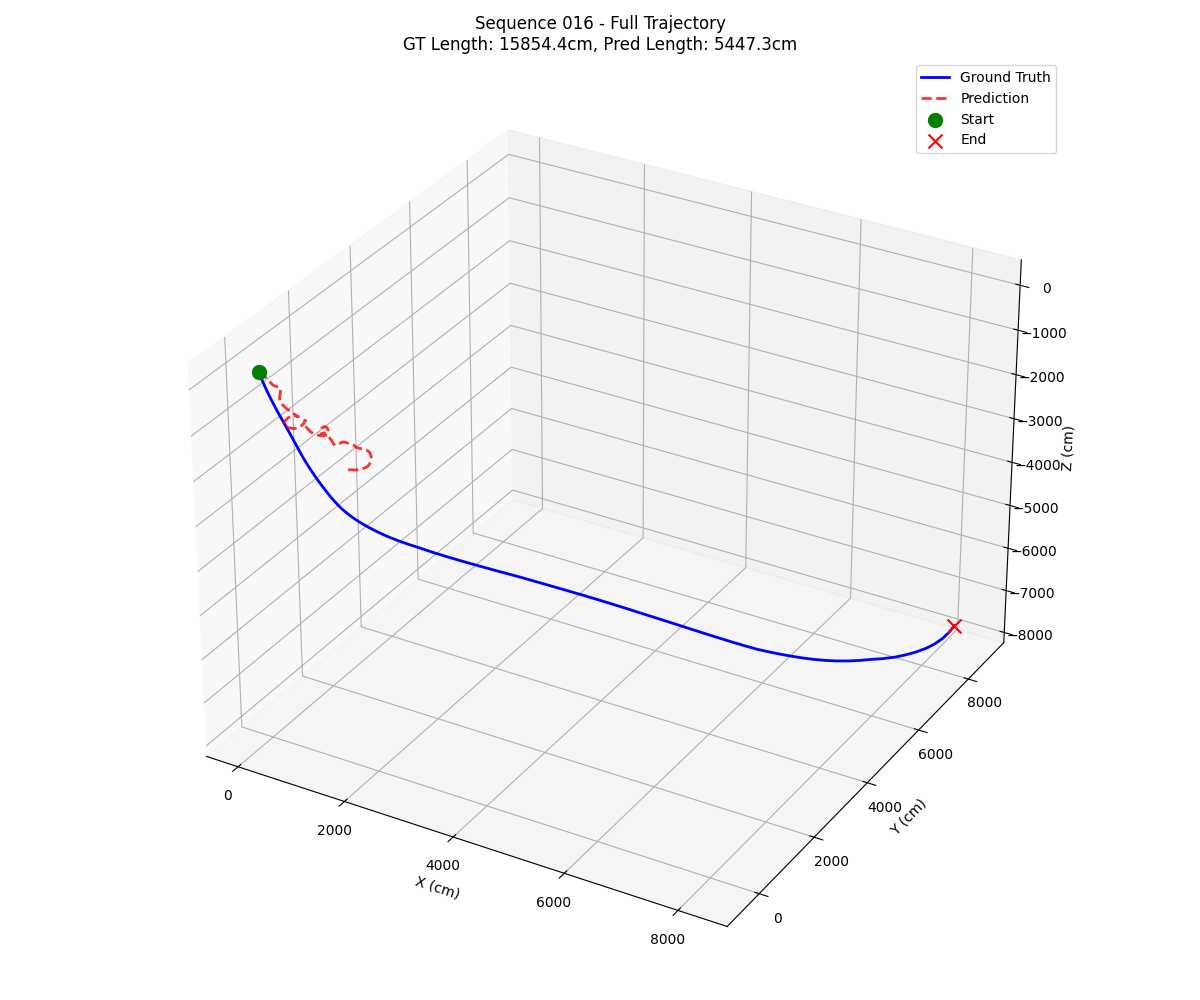 Sequence 016 - Full Trajectory
GT Length: 15854.4cm, Pred Length: 5447.3cm
Ground Truth
Prediction
Start
End
0
−1000
−2000
−3000
−4000
−5000
−6000
−7000
−8000
Z (cm)
8000
6000
4000
2000
0
Y (cm)
0
2000
4000
6000
8000
X (cm)